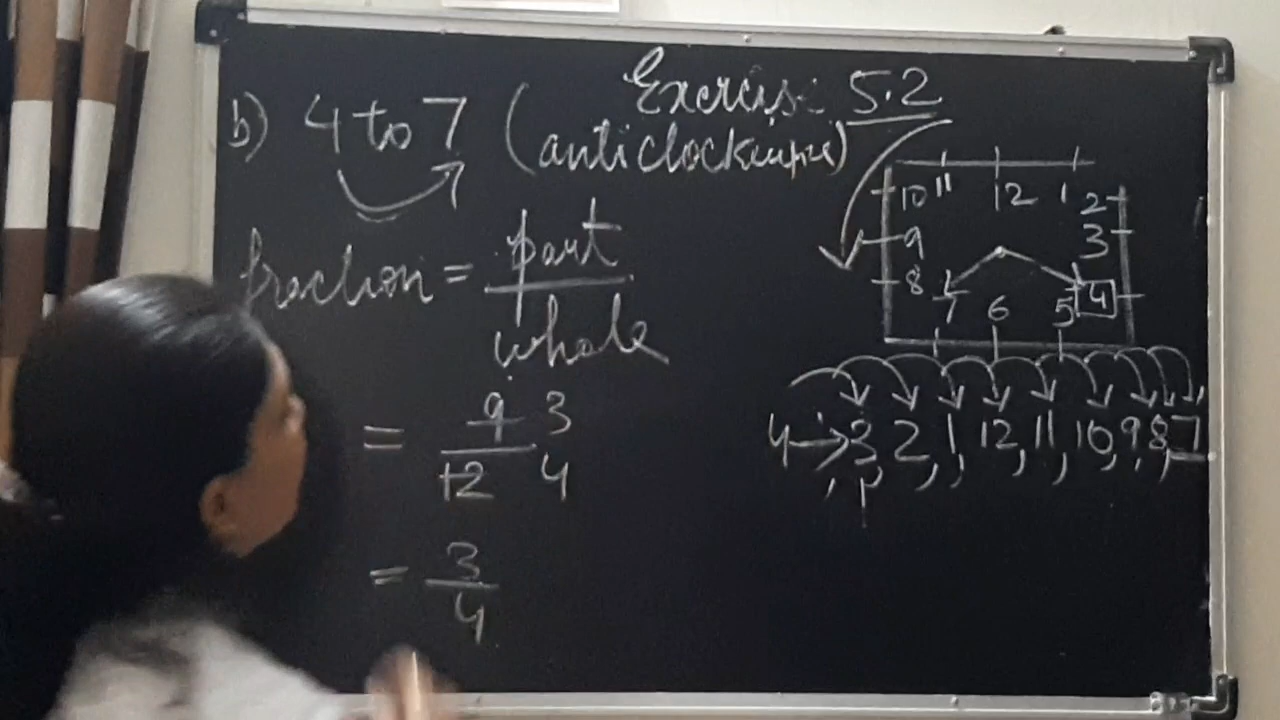 Exercise 5.2
b) 4 to 7 (anticlockwise)
fraction = part
whole
= 9 3
12 4
= 3
4
10 11 12 1 2
9 3
8 4
7 6 5
4 → 3, 2, 1, 12, 11, 10, 9, 8, 7